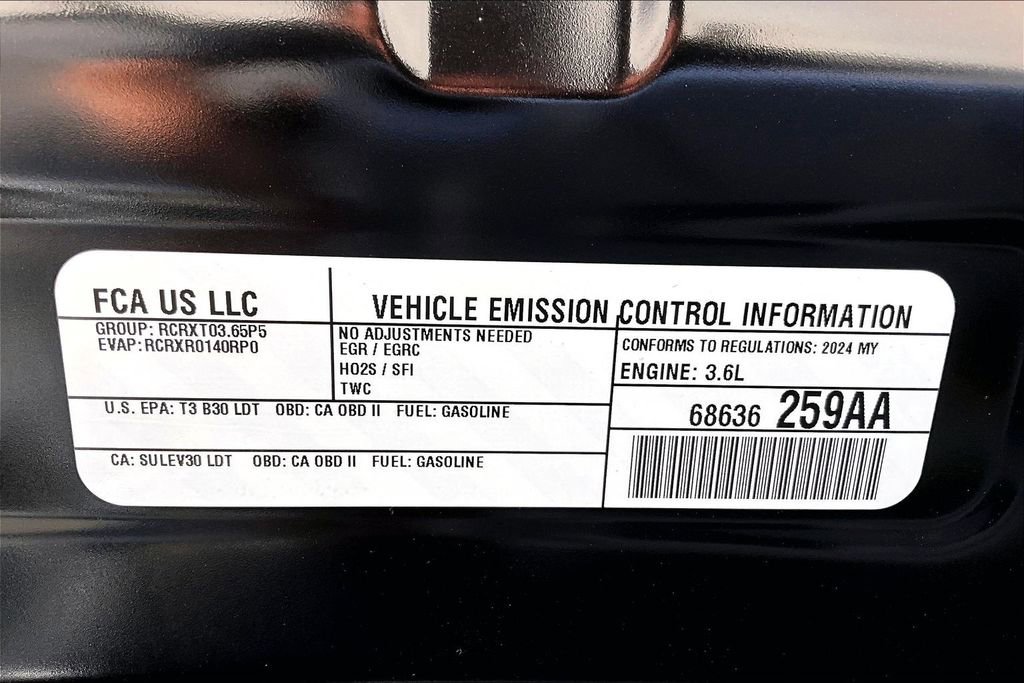 FCA US LLC
GROUP: RCRXT03.65P5
EVAP:RCRXR0140RP0
VEHICLE EMISSION CONTROL INFORMATION
NO ADJUSTMENTS NEEDED
EGR / EGRC
HO2S / SFI
TWC
CONFORMS TO REGULATIONS: 2024 MY
ENGINE: 3.6L
68636 259AA
U.S. EPA: T3 B30 LDT OBD: CA OBD II FUEL: GASOLINE
CA: SULEV30 LDT OBD: CA OBD II FUEL: GASOLINE